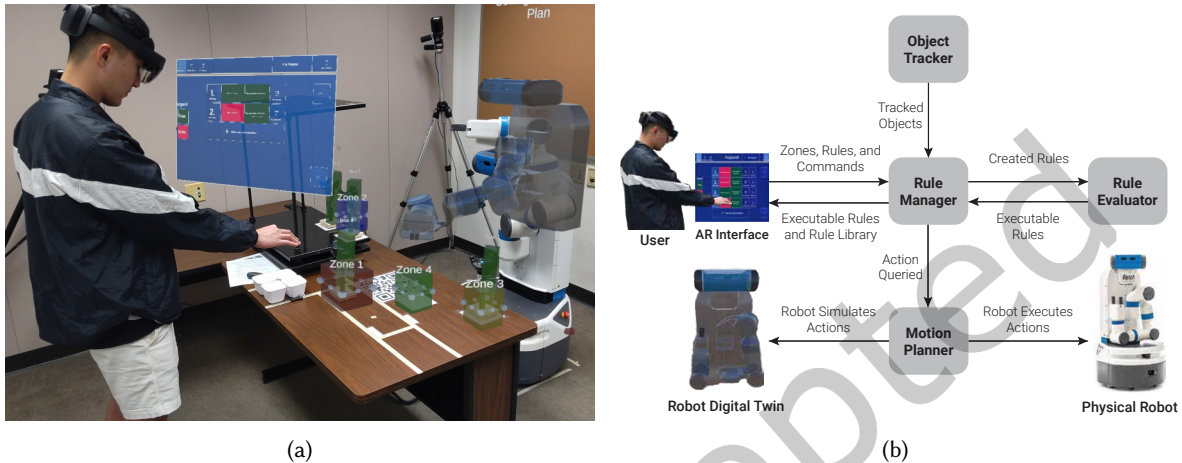 Plan
1
2
Zone 2
Zone 1
Zone 4
Zone 3
(a)
Object
Tracker
Tracked
Objects
Zones, Rules, and
Commands
Created Rules
Rule
Manager
Rule
Evaluator
Executable Rules
and Rule Library
Executable
Rules
User
AR Interface
Action
Queried
fetch
Robot Simulates
Actions
Motion
Planner
Robot Executes
Actions
Robot Digital Twin
Physical Robot
(b)